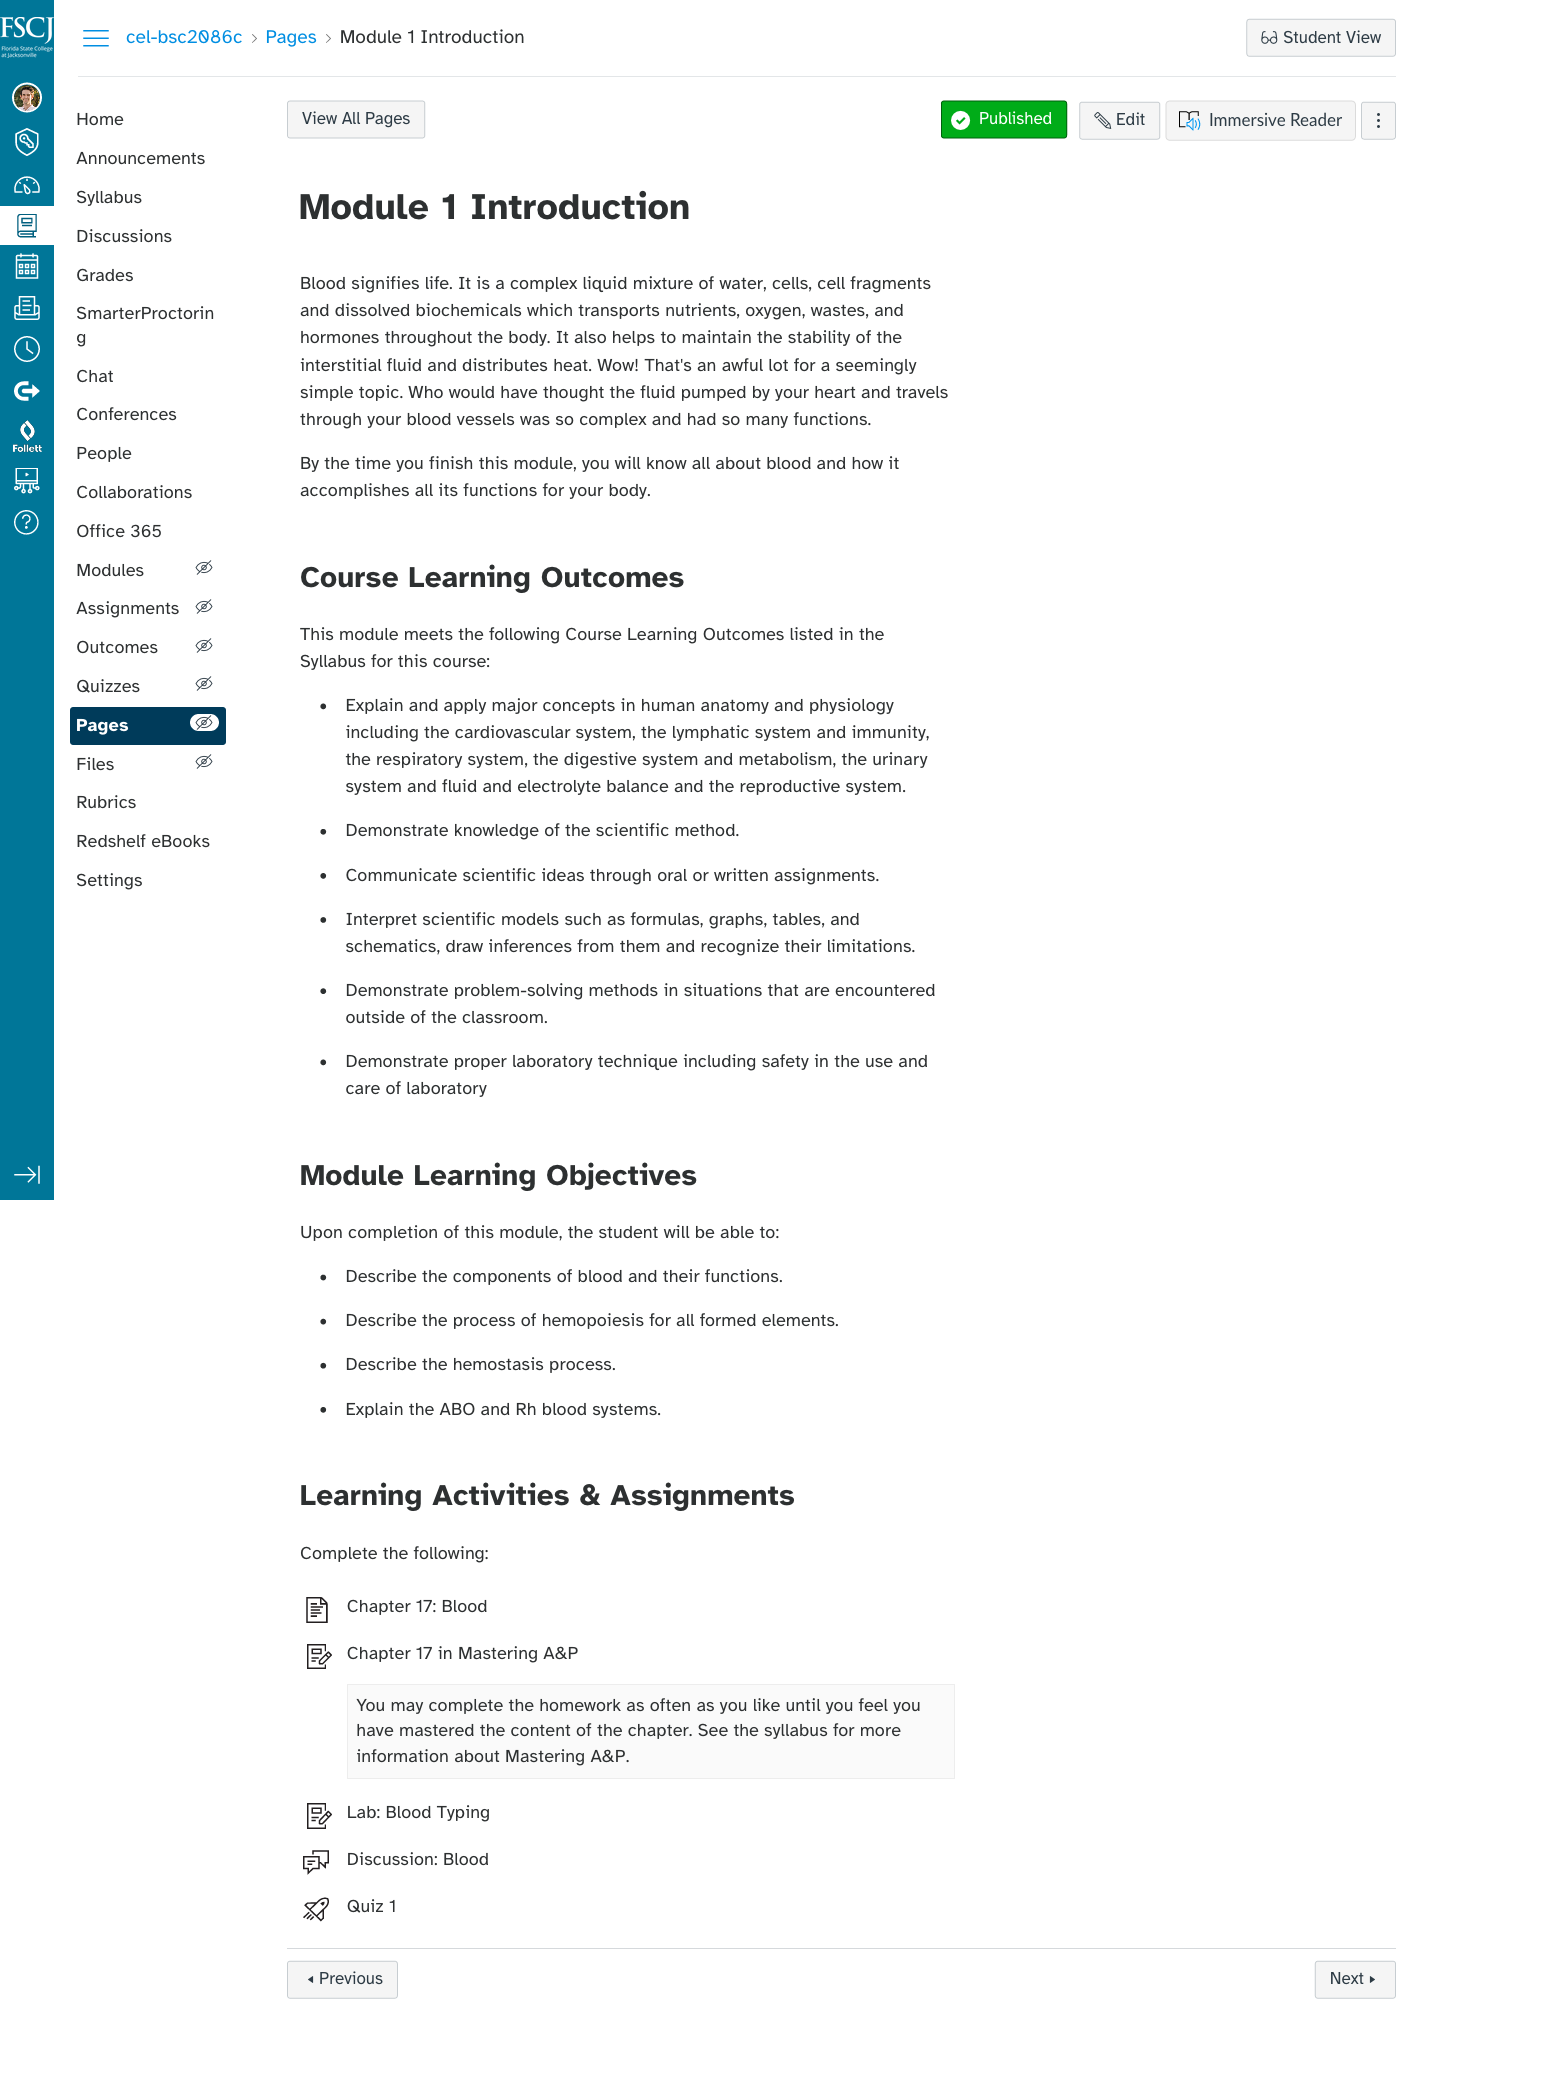 FSCJ
Florida State College
at Jacksonville
cel-bsc2086c > Pages > Module 1 Introduction
Student View
Follett
Home
Announcements
Syllabus
Discussions
Grades
SmarterProctorin
g
Chat
Conferences
People
Collaborations
Office 365
Modules
Assignments
Outcomes
Quizzes
Pages
Files
Rubrics
Redshelf eBooks
Settings
View All Pages
Published
Edit
Immersive Reader
Module 1 Introduction
Blood signifies life. It is a complex liquid mixture of water, cells, cell fragments
and dissolved biochemicals which transports nutrients, oxygen, wastes, and
hormones throughout the body. It also helps to maintain the stability of the
interstitial fluid and distributes heat. Wow! That's an awful lot for a seemingly
simple topic. Who would have thought the fluid pumped by your heart and travels
through your blood vessels was so complex and had so many functions.
By the time you finish this module, you will know all about blood and how it
accomplishes all its functions for your body.
Course Learning Outcomes
This module meets the following Course Learning Outcomes listed in the
Syllabus for this course:
• Explain and apply major concepts in human anatomy and physiology
including the cardiovascular system, the lymphatic system and immunity,
the respiratory system, the digestive system and metabolism, the urinary
system and fluid and electrolyte balance and the reproductive system.
• Demonstrate knowledge of the scientific method.
• Communicate scientific ideas through oral or written assignments.
• Interpret scientific models such as formulas, graphs, tables, and
schematics, draw inferences from them and recognize their limitations.
• Demonstrate problem-solving methods in situations that are encountered
outside of the classroom.
• Demonstrate proper laboratory technique including safety in the use and
care of laboratory
Module Learning Objectives
Upon completion of this module, the student will be able to:
• Describe the components of blood and their functions.
• Describe the process of hemopoiesis for all formed elements.
• Describe the hemostasis process.
• Explain the ABO and Rh blood systems.
Learning Activities & Assignments
Complete the following:
Chapter 17: Blood
Chapter 17 in Mastering A&P
You may complete the homework as often as you like until you feel you
have mastered the content of the chapter. See the syllabus for more
information about Mastering A&P.
Lab: Blood Typing
Discussion: Blood
Quiz 1
Previous
Next